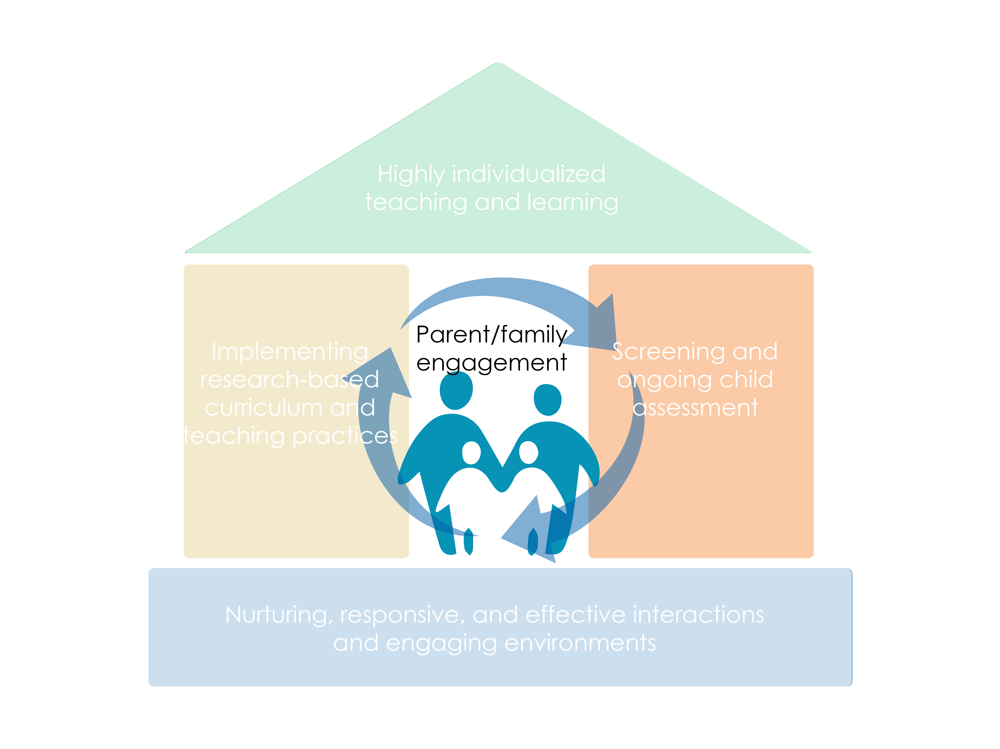 Highly individualized
teaching and learning
Parent/family
engagement
Implementing
research-based
curriculum and
teaching practices
Screening and
ongoing child
assessment
Nurturing, responsive, and effective interactions
and engaging environments